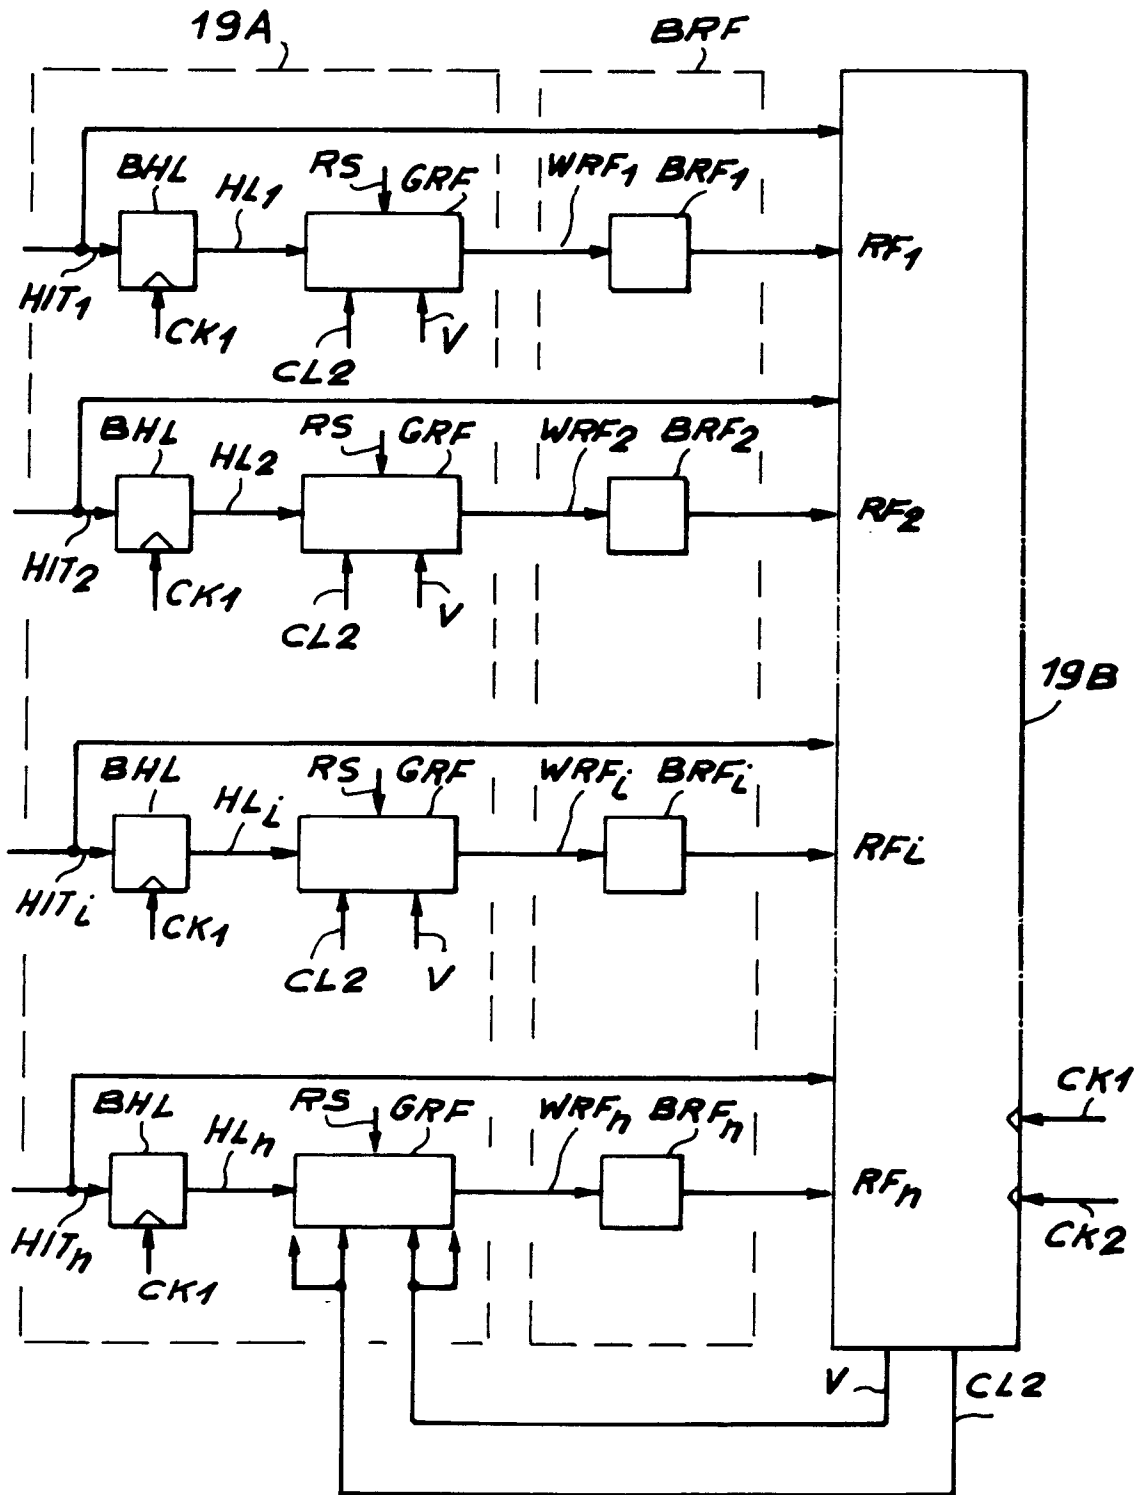 19A
BRF
BHL
HL1
RS
GRF
WRF1
BRF1
RF1
HIT1
CK1
CL2
V
BHL
HL2
RS
GRF
WRF2
BRF2
RF2
HIT2
CK1
CL2
V
19B
BHL
HLi
RS
GRF
WRFi
BRFi
RFi
HITi
CK1
CL2
V
BHL
HLn
RS
GRF
WRFn
BRFn
CK1
RFn
HITn
CK1
CK2
V
CL2